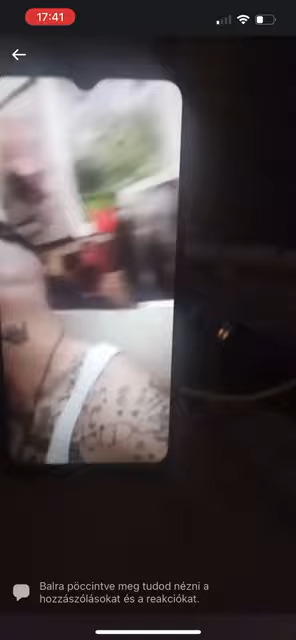 17:41
Balra pöccintve meg tudod nézni a
hozzászólásokat és a reakciókat.